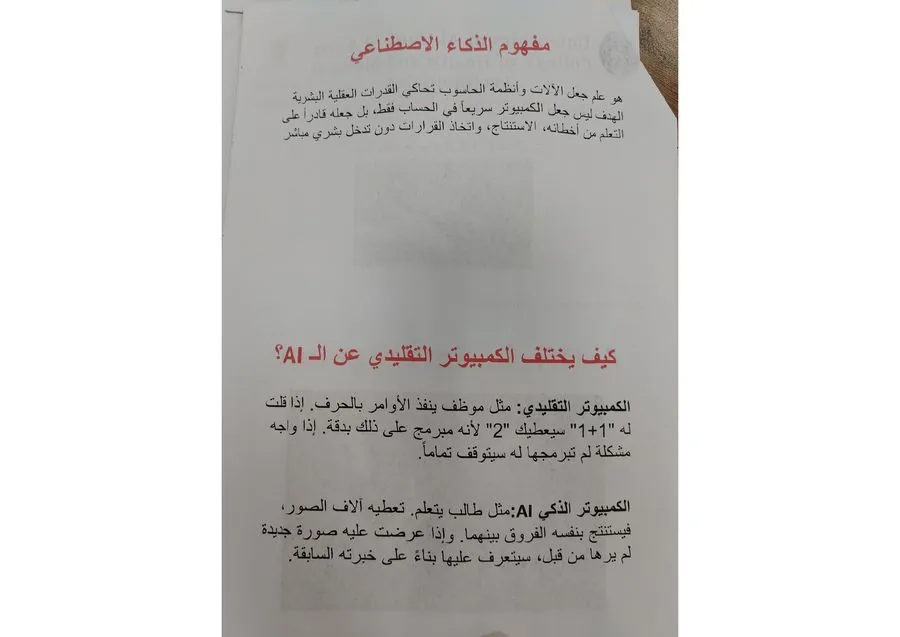 مفهوم الذكاء الاصطناعي
هو علم جعل الآلات وأنظمة الحاسوب تحاكي القدرات العقلية البشرية
الهدف ليس جعل الكمبيوتر سريعاً في الحساب فقط، بل جعله قادراً على
التعلم من أخطائه، الاستنتاج، واتخاذ القرارات دون تدخل بشري مباشر
كيف يختلف الكمبيوتر التقليدي عن الـ AI؟
الكمبيوتر التقليدي: مثل موظف ينفذ الأوامر بالحرف. إذا قلت
له "1+1" سيعطيك "2" لأنه مبرمج على ذلك بدقة. إذا واجه
مشكلة لم تبرمجها له سيتوقف تماماً.
الكمبيوتر الذكي AI:مثل طالب يتعلم. تعطيه آلاف الصور،
فيستنتج بنفسه الفروق بينهما. وإذا عرضت عليه صورة جديدة
لم يرها من قبل، سيتعرف عليها بناءً على خبرته السابقة.